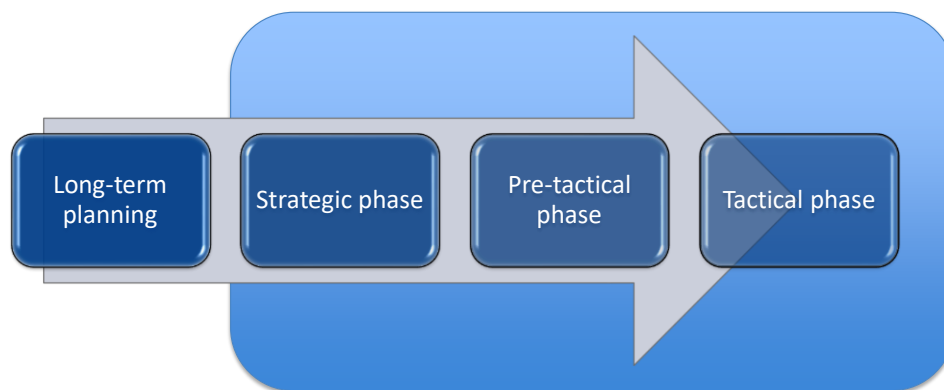 Long-term
planning
Strategic phase
Pre-tactical
phase
Tactical phase